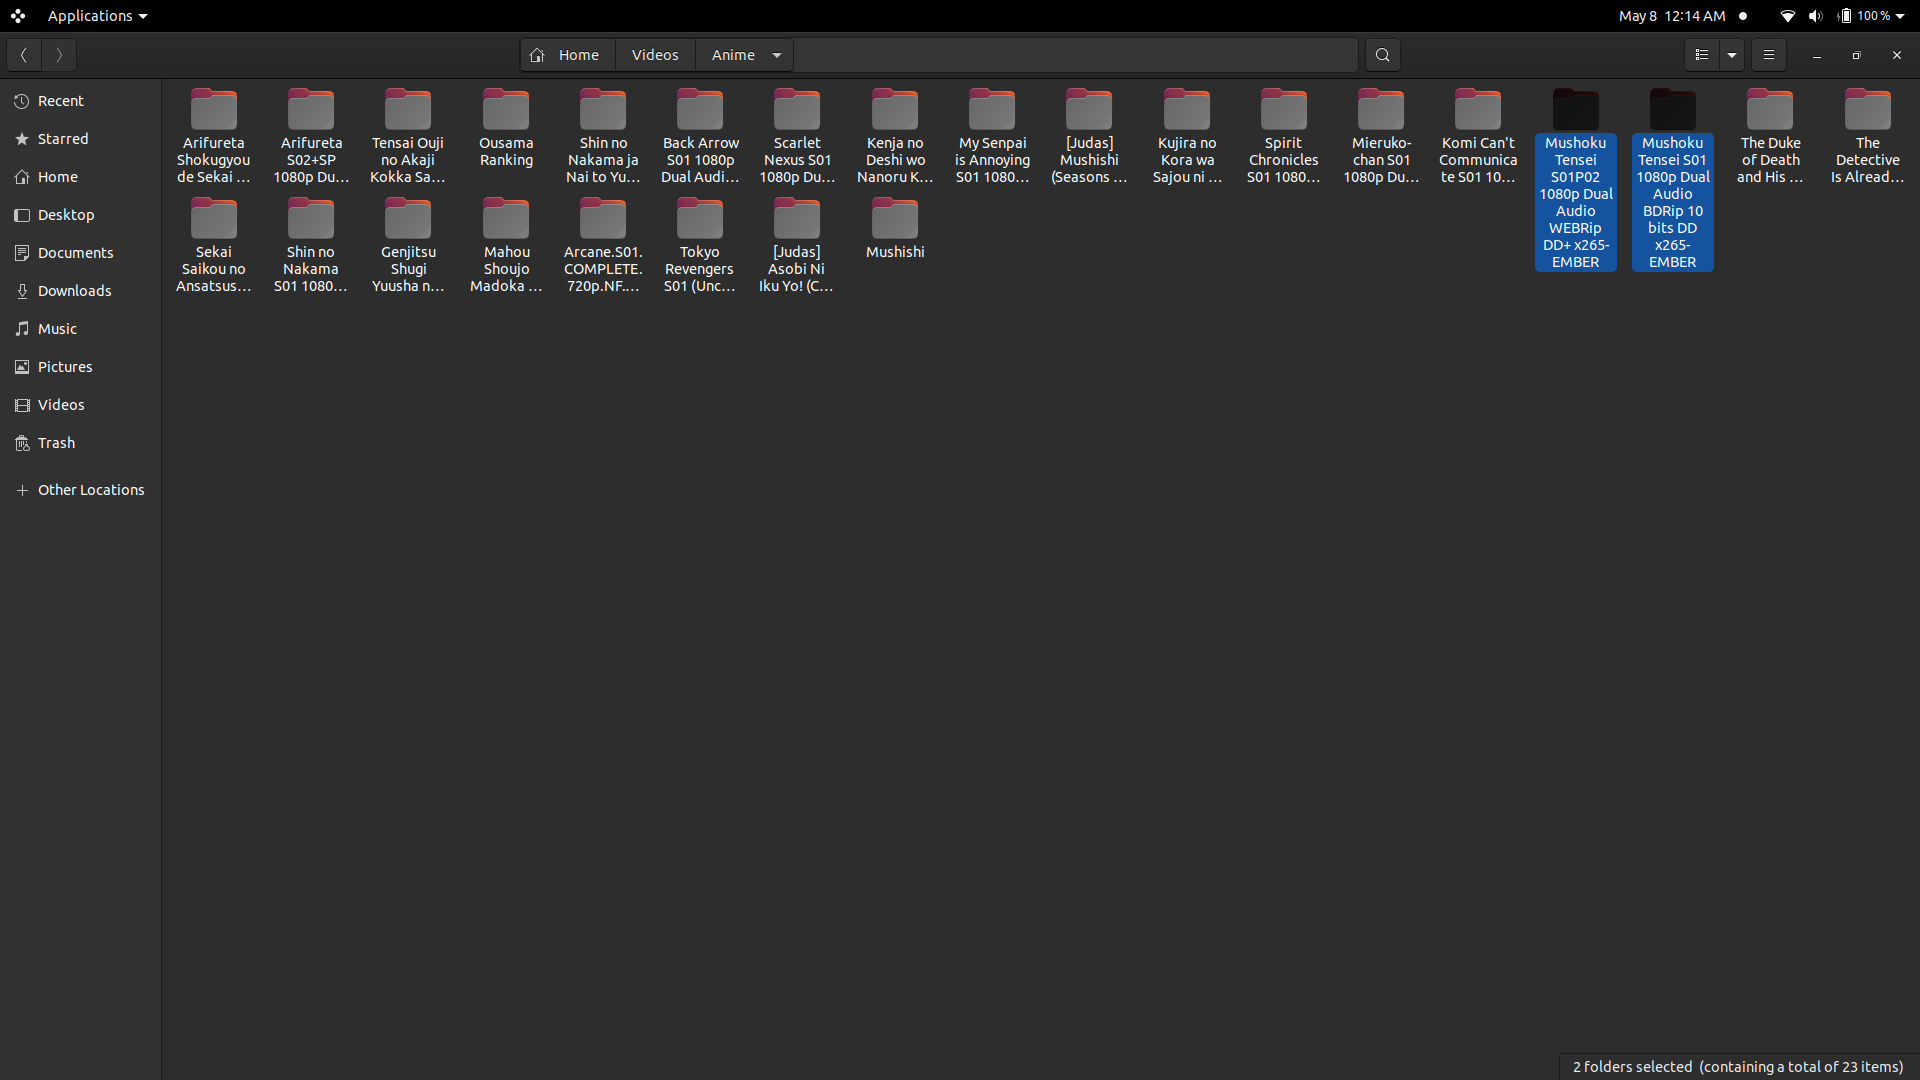 Applications
May 8 12:14 AM
100 %
Home
Videos
Anime
Recent
Starred
Home
Desktop
Documents
Downloads
Music
Pictures
Videos
Trash
Other Locations
Arifureta
Shokugyou
de Sekai ...
Arifureta
S02+SP
1080p Du...
Tensai Ouji
no Akaji
Kokka Sa...
Ousama
Ranking
Shin no
Nakama ja
Nai to Yu...
Back Arrow
S01 1080p
Dual Audi...
Scarlet
Nexus S01
1080p Du...
Kenja no
Deshi wo
Nanoru K...
My Senpai
is Annoying
S01 1080...
[Judas]
Mushishi
(Seasons ...
Kujira no
Kora wa
Sajou ni ...
Spirit
Chronicles
S01 1080...
Mieruko-
chan S01
1080p Du...
Komi Can't
Communica
te S01 10...
Mushoku
Tensei
S01P02
1080p Dual
Audio
WEBRip
DD+ x265-
EMBER
Mushoku
Tensei S01
1080p Dual
Audio
BDRip 10
bits DD
x265-
EMBER
The Duke
of Death
and His ...
The
Detective
Is Alread...
Sekai
Saikou no
Ansatsus...
Shin no
Nakama
S01 1080...
Genjitsu
Shugi
Yuusha n...
Mahou
Shoujo
Madoka ...
Arcane.S01.
COMPLETE.
720p.NF....
Tokyo
Revengers
S01 (Unc...
[Judas]
Asobi Ni
Iku Yo! (C...
Mushishi
2 folders selected (containing a total of 23 items)